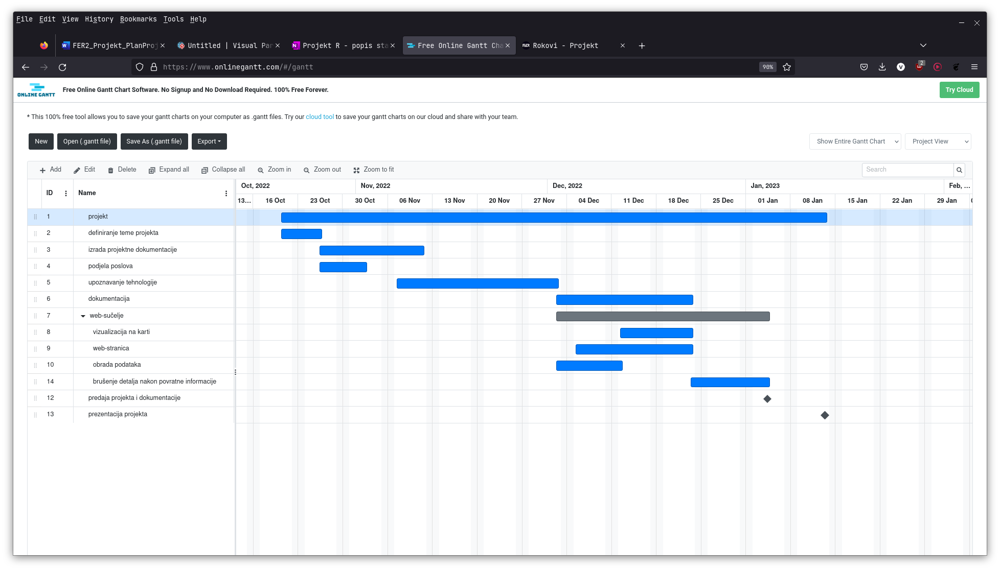 File Edit View History Bookmarks Tools Help
FER2_Projekt_PlanProj Untitled | Visual Par Projekt R - popis sta Free Online Gantt Cha Rokovi - Projekt
https://www.onlinegantt.com/#/gantt 90% 2
ONLINE GANTT Free Online Gantt Chart Software. No Signup and No Download Required. 100% Free Forever. Try Cloud
* This 100% free tool allows you to save your gantt charts on your computer as .gantt files. Try our cloud tool to save your gantt charts on our cloud and share with your team.
New Open (.gantt file) Save As (.gantt file) Export Show Entire Gantt Chart Project View
Add Edit Delete Expand all Collapse all Zoom in Zoom out Zoom to fit Search
Oct, 2022 Nov, 2022 Dec, 2022 Jan, 2023 Feb, ...
ID Name
13... 16 Oct 23 Oct 30 Oct 06 Nov 13 Nov 20 Nov 27 Nov 04 Dec 11 Dec 18 Dec 25 Dec 01 Jan 08 Jan 15 Jan 22 Jan 29 Jan
1 projekt
2 definiranje teme projekta
3 izrada projektne dokumentacije
4 podjela poslova
5 upoznavanje tehnologije
6 dokumentacija
7 web-sučelje
8 vizualizacija na karti
9 web-stranica
10 obrada podataka
14 brušenje detalja nakon povratne informacije
12 predaja projekta i dokumentacije
13 prezentacija projekta